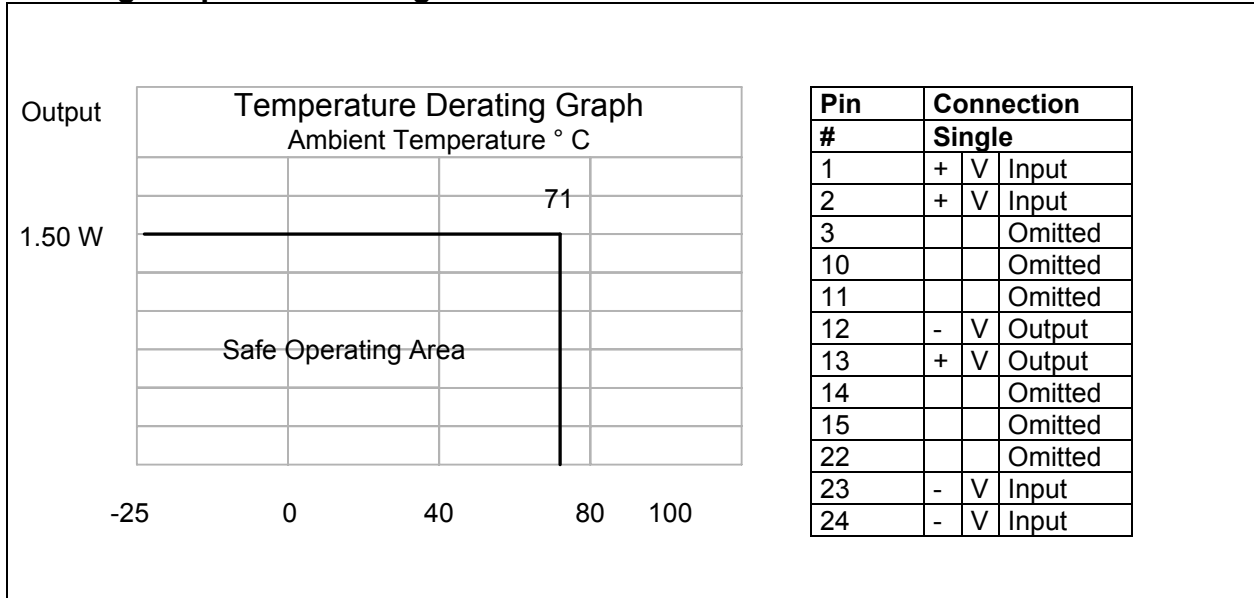 Output
Temperature Derating Graph
Ambient Temperature ° C
71
1.50 W
Safe Operating Area
-25 0 40 80 100
Pin Connection
# Single
1 + V Input
2 + V Input
3 Omitted
10 Omitted
11 Omitted
12 - V Output
13 + V Output
14 Omitted
15 Omitted
22 Omitted
23 - V Input
24 - V Input